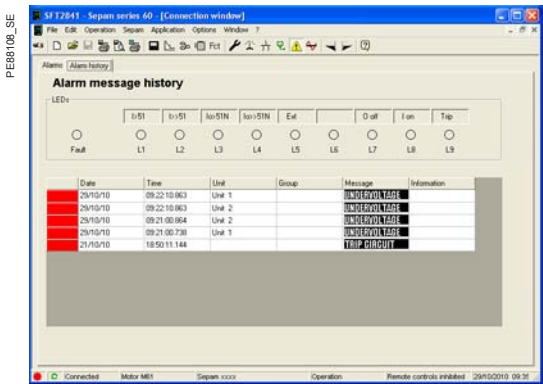 PE88108_SE
SFT2841 - Sepam series 60 - [Connection window]
File Edit Operation Sepam Application Options Window ?
Fct
Alarms Alarm history
Alarm message history
LEDs
I>51 I>>51 Io>51N Io>>51N Ext 0 off I on Trip
Fault L1 L2 L3 L4 L5 L6 L7 L8 L9
Date Time Unit Group Message Information
29/10/10 09:22:10.863 Unit 1 UNDERVOLTAGE
29/10/10 09:22:10.863 Unit 2 UNDERVOLTAGE
29/10/10 09:21:00.864 Unit 2 UNDERVOLTAGE
29/10/10 09:21:00.738 Unit 1 UNDERVOLTAGE
21/10/10 18:50:11.144 TRIP CIRCUIT
Connected Motor M61 Sepam xxxx Operation Remote controls inhibited 29/10/2010 09:3